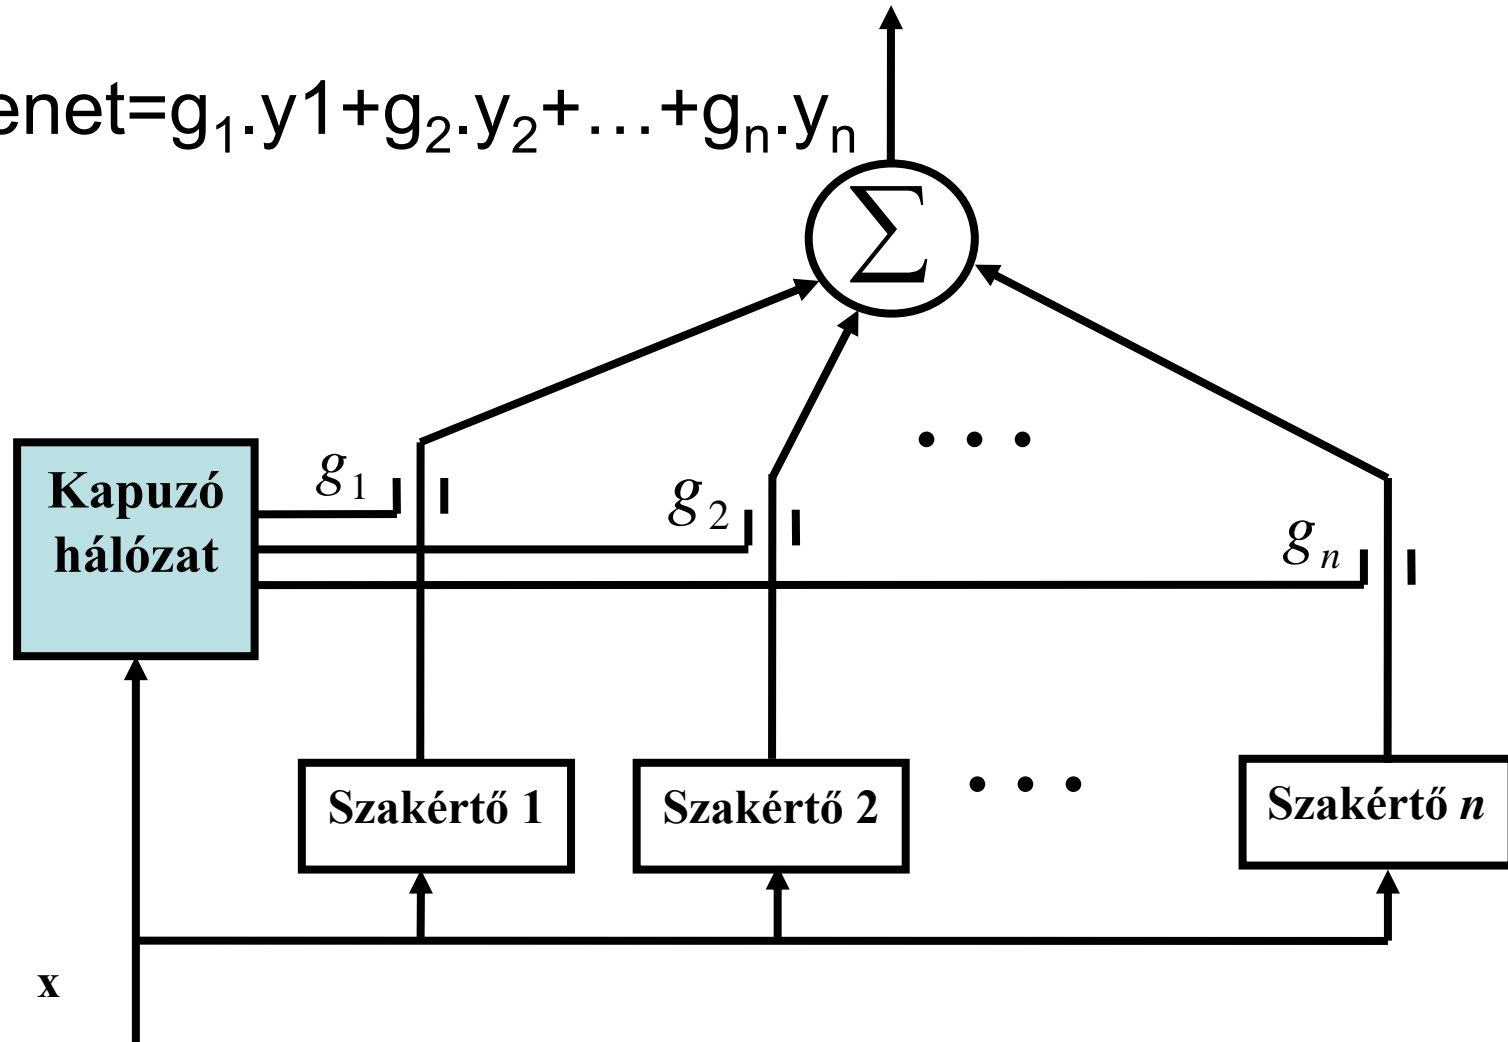 enet=g₁.y1+g₂.y₂+…+gₙ.yₙ
∑
Kapuzó
hálózat
g₁
g₂
gₙ
• • •
Szakértő 1
Szakértő 2
• • •
Szakértő n
x